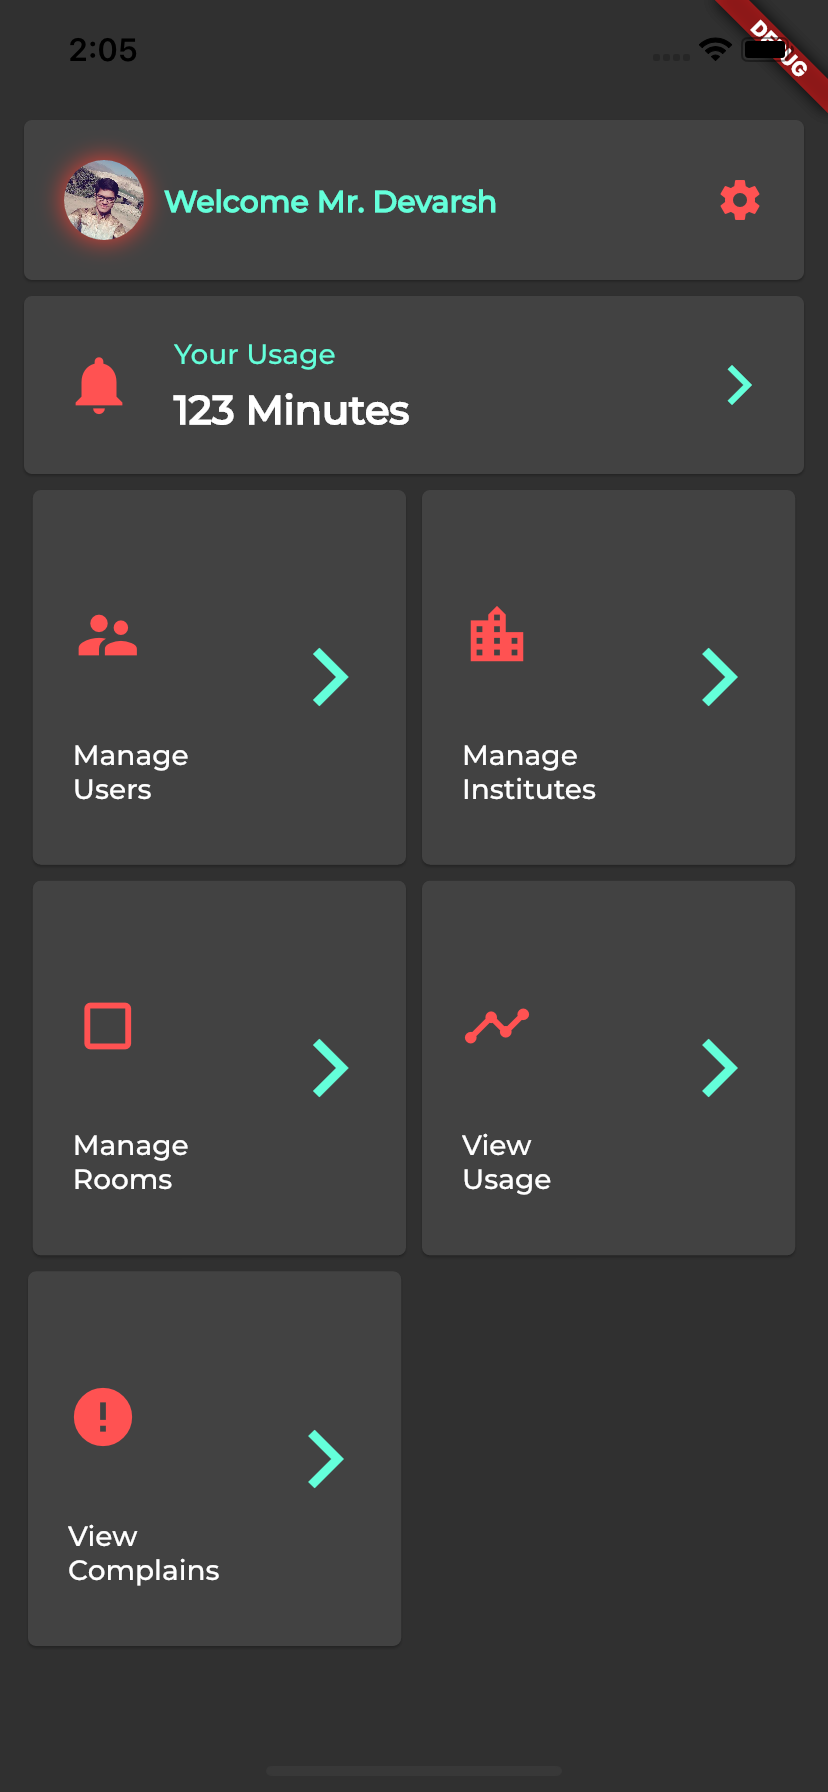 2:05
DEBUG
Welcome Mr. Devarsh
Your Usage
123 Minutes
Manage
Users
Manage
Institutes
Manage
Rooms
View
Usage
View
Complains